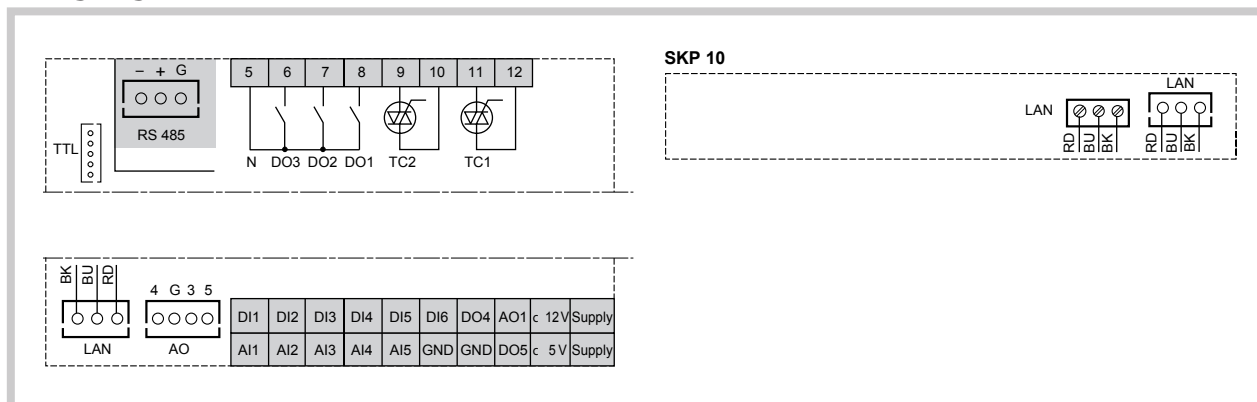 – + G
RS 485
TTL
5 6 7 8 9 10 11 12
N DO3 DO2 DO1 TC2 TC1
SKP 10
LAN
LAN
RD BU BK
RD BU BK
BK BU RD
LAN
4 G 3 5
AO
DI1 DI2 DI3 DI4 DI5 DI6 DO4 AO1 c 12V Supply
AI1 AI2 AI3 AI4 AI5 GND GND DO5 c 5 V Supply